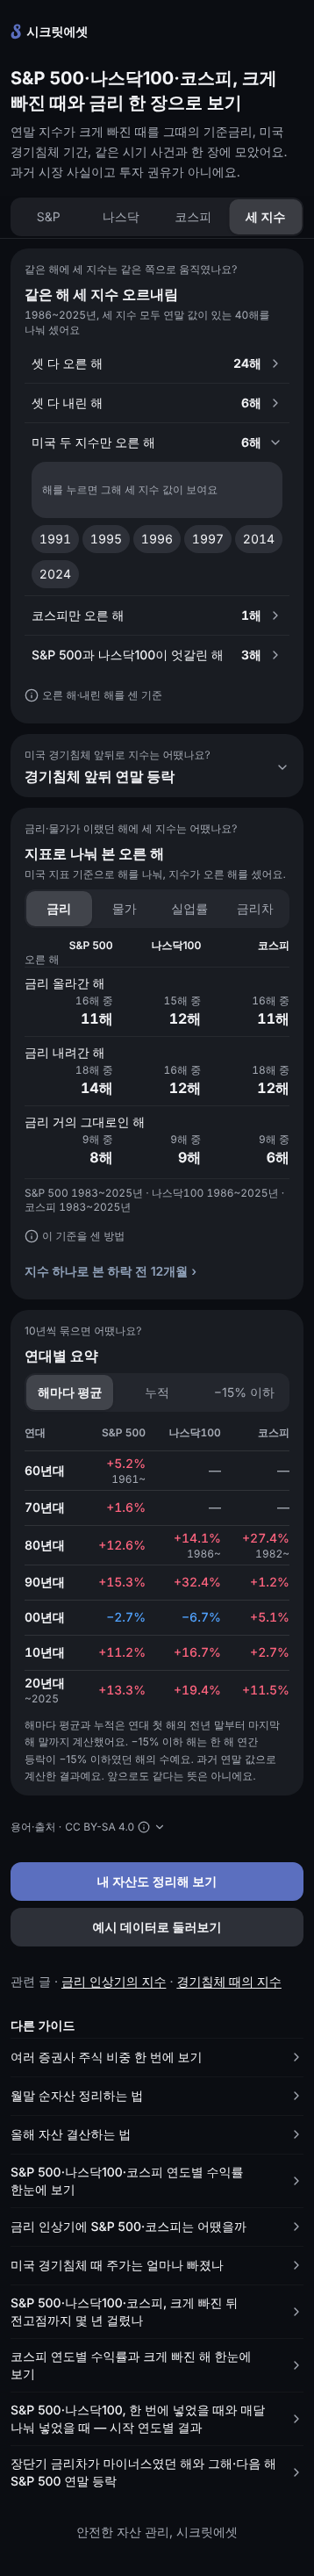 시크릿에셋
S&P 500·나스닥100·코스피, 크게
빠진 때와 금리 한 장으로 보기
연말 지수가 크게 빠진 때를 그때의 기준금리, 미국
경기침체 기간, 같은 시기 사건과 한 장에 모았어요.
과거 시장 사실이고 투자 권유가 아니에요.
S&P 나스닥 코스피 세 지수
같은 해에 세 지수는 같은 쪽으로 움직였나요?
같은 해 세 지수 오르내림
1986~2025년, 세 지수 모두 연말 값이 있는 40해를
나눠 셌어요
셋 다 오른 해 24해
셋 다 내린 해 6해
미국 두 지수만 오른 해 6해
해를 누르면 그해 세 지수 값이 보여요
1991 1995 1996 1997 2014
2024
코스피만 오른 해 1해
S&P 500과 나스닥100이 엇갈린 해 3해
오른 해·내린 해를 센 기준
미국 경기침체 앞뒤로 지수는 어땠나요?
경기침체 앞뒤 연말 등락
금리·물가가 이랬던 해에 세 지수는 어땠나요?
지표로 나눠 본 오른 해
미국 지표 기준으로 해를 나눠, 지수가 오른 해를 셌어요.
금리 물가 실업률 금리차
S&P 500 나스닥100 코스피
오른 해
금리 올라간 해
16해 중 15해 중 16해 중
11해 12해 11해
금리 내려간 해
18해 중 16해 중 18해 중
14해 12해 12해
금리 거의 그대로인 해
9해 중 9해 중 9해 중
8해 9해 6해
S&P 500 1983~2025년 · 나스닥100 1986~2025년 ·
코스피 1983~2025년
이 기준을 센 방법
지수 하나로 본 하락 전 12개월 ›
10년씩 묶으면 어땠나요?
연대별 요약
해마다 평균 누적 −15% 이하
연대 S&P 500 나스닥100 코스피
60년대 +5.2% — —
1961~
70년대 +1.6% — —
80년대 +12.6% +14.1% +27.4%
1986~ 1982~
90년대 +15.3% +32.4% +1.2%
00년대 −2.7% −6.7% +5.1%
10년대 +11.2% +16.7% +2.7%
20년대 +13.3% +19.4% +11.5%
~2025
해마다 평균과 누적은 연대 첫 해의 전년 말부터 마지막
해 말까지 계산했어요. −15% 이하 해는 한 해 연간
등락이 −15% 이하였던 해의 수예요. 과거 연말 값으로
계산한 결과예요. 앞으로도 같다는 뜻은 아니에요.
용어·출처 · CC BY-SA 4.0
내 자산도 정리해 보기
예시 데이터로 둘러보기
관련 글 · 금리 인상기의 지수 · 경기침체 때의 지수
다른 가이드
여러 증권사 주식 비중 한 번에 보기
월말 순자산 정리하는 법
올해 자산 결산하는 법
S&P 500·나스닥100·코스피 연도별 수익률
한눈에 보기
금리 인상기에 S&P 500·코스피는 어땠을까
미국 경기침체 때 주가는 얼마나 빠졌나
S&P 500·나스닥100·코스피, 크게 빠진 뒤
전고점까지 몇 년 걸렸나
코스피 연도별 수익률과 크게 빠진 해 한눈에
보기
S&P 500·나스닥100, 한 번에 넣었을 때와 매달
나눠 넣었을 때 — 시작 연도별 결과
장단기 금리차가 마이너스였던 해와 그해·다음 해
S&P 500 연말 등락
안전한 자산 관리, 시크릿에셋